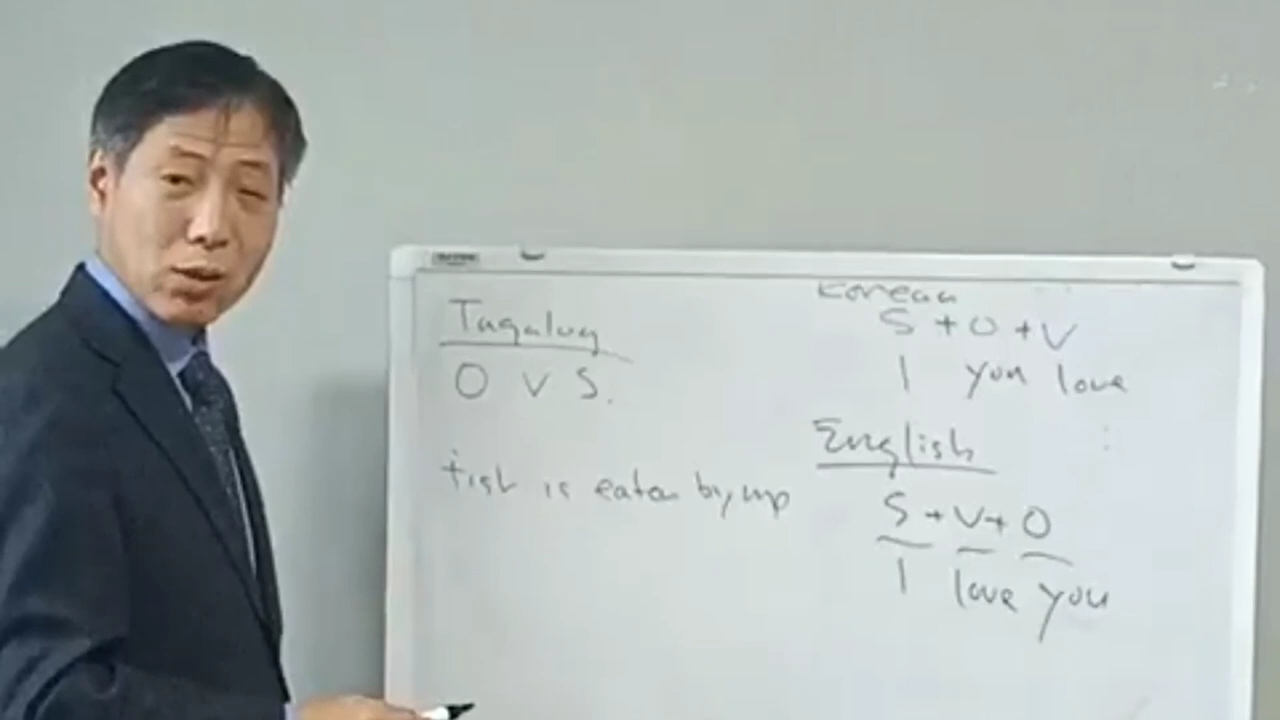 Tagalog
O V S.
fish is eaten by me
Korean
S + O + V
I you love
English
S + V + O
I love you